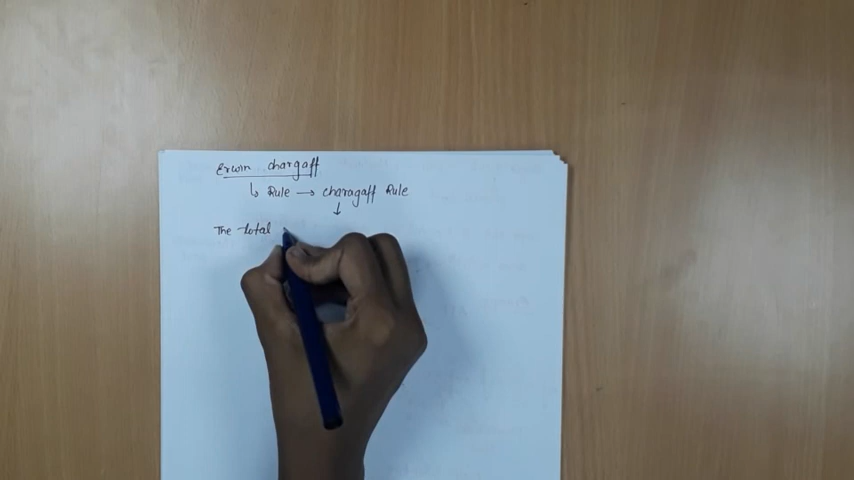 Erwin chargaff
↳ Rule → charagaff Rule
↓
The total